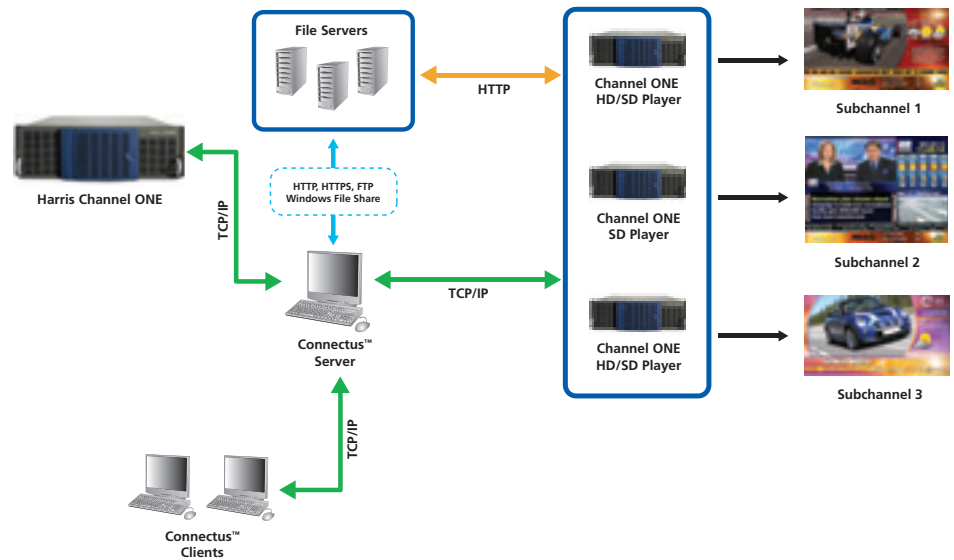 File Servers
HTTP
Channel ONE
HD/SD Player
Subchannel 1
Harris Channel ONE
TCP/IP
HTTP, HTTPS, FTP
Windows File Share
Channel ONE
SD Player
Subchannel 2
TCP/IP
Connectus™
Server
Channel ONE
HD/SD Player
Subchannel 3
TCP/IP
Connectus™
Clients